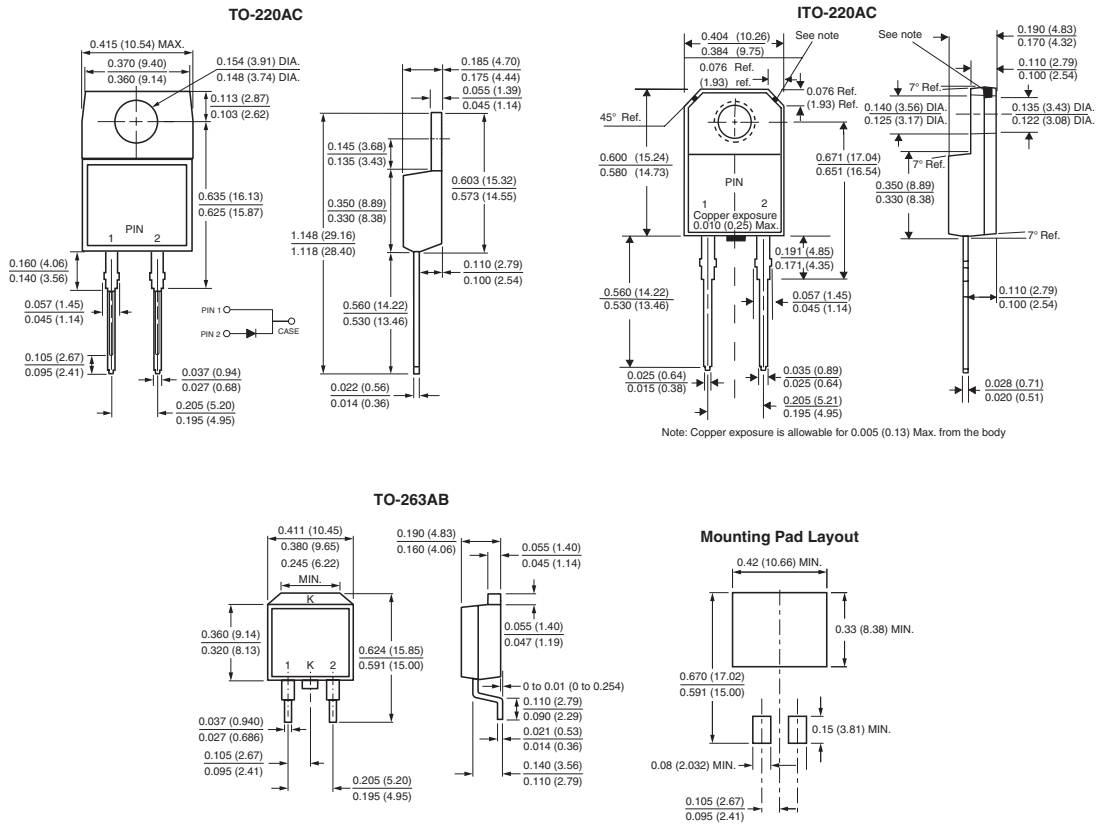 TO-220AC
0.415 (10.54) MAX.
0.370 (9.40)
0.360 (9.14)
0.154 (3.91) DIA.
0.148 (3.74) DIA.
0.113 (2.87)
0.103 (2.62)
0.635 (16.13)
0.625 (15.87)
PIN
1 2
0.160 (4.06)
0.140 (3.56)
0.057 (1.45)
0.045 (1.14)
0.105 (2.67)
0.095 (2.41)
0.037 (0.94)
0.027 (0.68)
0.205 (5.20)
0.195 (4.95)
PIN 1
PIN 2
CASE
0.185 (4.70)
0.175 (4.44)
0.055 (1.39)
0.045 (1.14)
0.145 (3.68)
0.135 (3.43)
0.350 (8.89)
0.330 (8.38)
1.148 (29.16)
1.118 (28.40)
0.603 (15.32)
0.573 (14.55)
0.110 (2.79)
0.100 (2.54)
0.560 (14.22)
0.530 (13.46)
0.022 (0.56)
0.014 (0.36)
ITO-220AC
0.404 (10.26)
0.384 (9.75)
See note
0.076 Ref.
(1.93) ref.
0.076 Ref.
(1.93) Ref.
45° Ref.
0.600 (15.24)
0.580 (14.73)
0.671 (17.04)
0.651 (16.54)
PIN
1 2
Copper exposure
0.010 (0.25) Max.
0.191 (4.85)
0.171 (4.35)
0.560 (14.22)
0.530 (13.46)
0.057 (1.45)
0.045 (1.14)
0.025 (0.64)
0.015 (0.38)
0.035 (0.89)
0.025 (0.64)
0.205 (5.21)
0.195 (4.95)
See note
0.190 (4.83)
0.170 (4.32)
0.110 (2.79)
0.100 (2.54)
7° Ref.
0.140 (3.56) DIA.
0.125 (3.17) DIA.
0.135 (3.43) DIA.
0.122 (3.08) DIA.
7° Ref.
0.350 (8.89)
0.330 (8.38)
7° Ref.
0.110 (2.79)
0.100 (2.54)
0.028 (0.71)
0.020 (0.51)
Note: Copper exposure is allowable for 0.005 (0.13) Max. from the body
TO-263AB
0.411 (10.45)
0.380 (9.65)
0.245 (6.22)
MIN.
K
0.360 (9.14)
0.320 (8.13)
1 K 2
0.624 (15.85)
0.591 (15.00)
0.037 (0.940)
0.027 (0.686)
0.105 (2.67)
0.095 (2.41)
0.205 (5.20)
0.195 (4.95)
0.190 (4.83)
0.160 (4.06)
0.055 (1.40)
0.045 (1.14)
0.055 (1.40)
0.047 (1.19)
0 to 0.01 (0 to 0.254)
0.110 (2.79)
0.090 (2.29)
0.021 (0.53)
0.014 (0.36)
0.140 (3.56)
0.110 (2.79)
Mounting Pad Layout
0.42 (10.66) MIN.
0.33 (8.38) MIN.
0.670 (17.02)
0.591 (15.00)
0.15 (3.81) MIN.
0.08 (2.032) MIN.
0.105 (2.67)
0.095 (2.41)